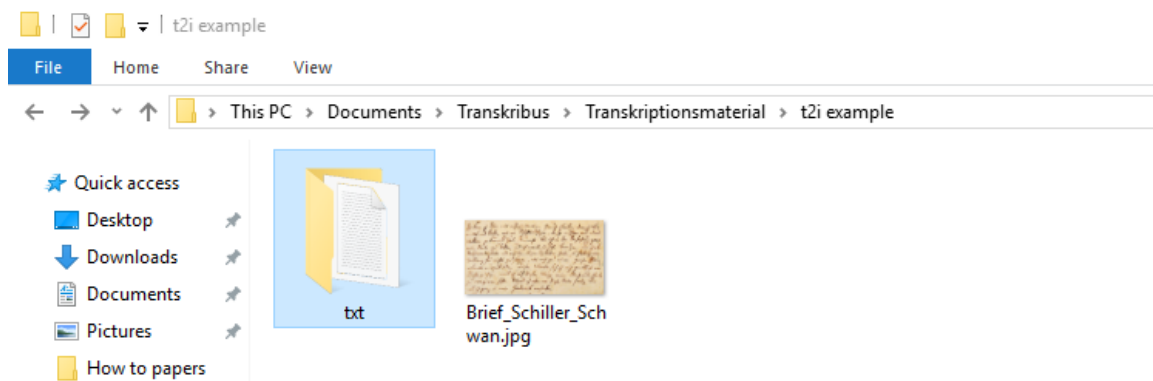 t2i example
File Home Share View
This PC > Documents > Transkribus > Transkriptionsmaterial > t2i example
Quick access
Desktop
Downloads
Documents
Pictures
How to papers
txt
Brief_Schiller_Sch
wan.jpg